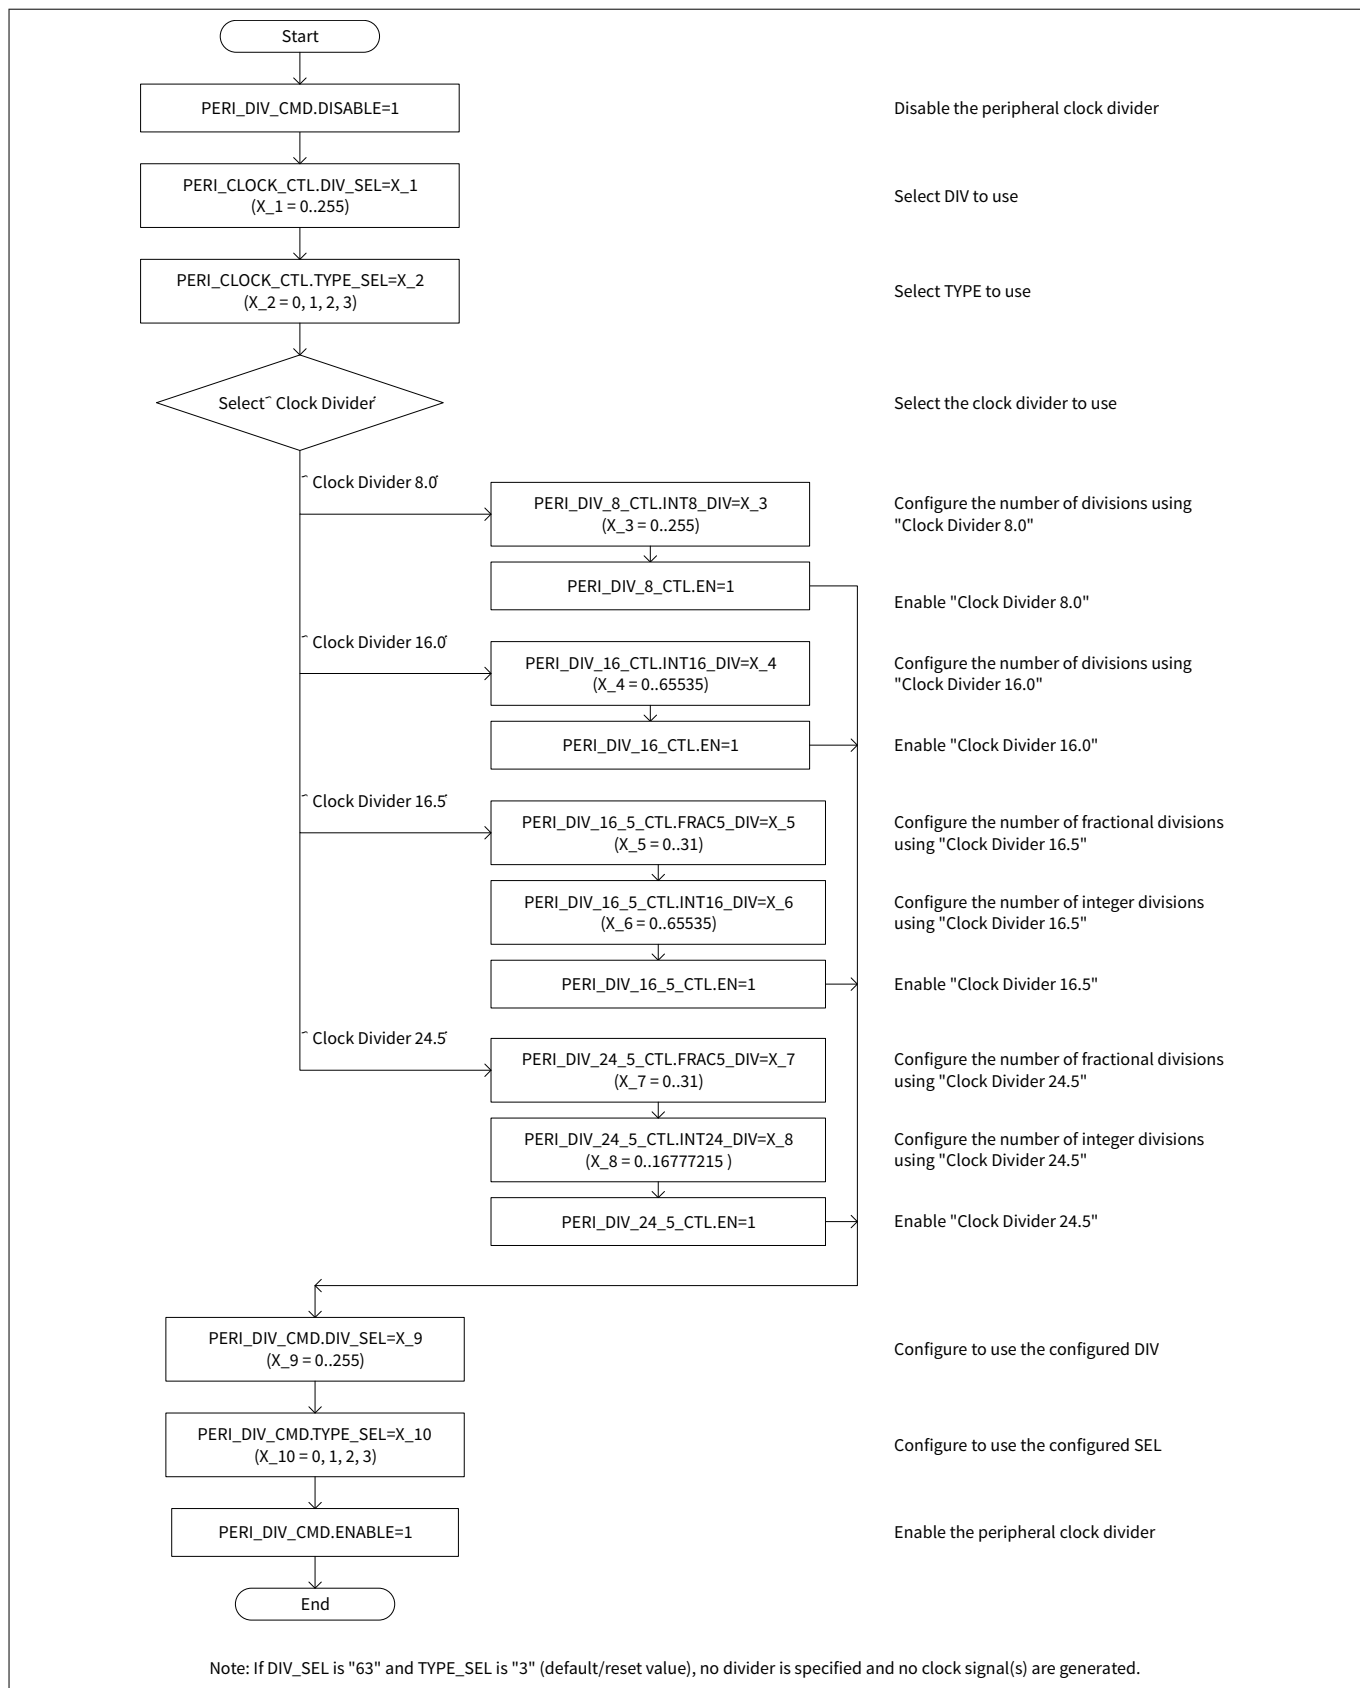 Start
PERI_DIV_CMD.DISABLE=1
Disable the peripheral clock divider
PERI_CLOCK_CTL.DIV_SEL=X_1
(X_1 = 0..255)
Select DIV to use
PERI_CLOCK_CTL.TYPE_SEL=X_2
(X_2 = 0, 1, 2, 3)
Select TYPE to use
Select “ Clock Divider”
Select the clock divider to use
“ Clock Divider 8.0”
PERI_DIV_8_CTL.INT8_DIV=X_3
(X_3 = 0..255)
Configure the number of divisions using
"Clock Divider 8.0"
PERI_DIV_8_CTL.EN=1
Enable "Clock Divider 8.0"
“ Clock Divider 16.0”
PERI_DIV_16_CTL.INT16_DIV=X_4
(X_4 = 0..65535)
Configure the number of divisions using
"Clock Divider 16.0"
PERI_DIV_16_CTL.EN=1
Enable "Clock Divider 16.0"
“ Clock Divider 16.5”
PERI_DIV_16_5_CTL.FRAC5_DIV=X_5
(X_5 = 0..31)
Configure the number of fractional divisions
using "Clock Divider 16.5"
PERI_DIV_16_5_CTL.INT16_DIV=X_6
(X_6 = 0..65535)
Configure the number of integer divisions
using "Clock Divider 16.5"
PERI_DIV_16_5_CTL.EN=1
Enable "Clock Divider 16.5"
“ Clock Divider 24.5”
PERI_DIV_24_5_CTL.FRAC5_DIV=X_7
(X_7 = 0..31)
Configure the number of fractional divisions
using "Clock Divider 24.5"
PERI_DIV_24_5_CTL.INT24_DIV=X_8
(X_8 = 0..16777215 )
Configure the number of integer divisions
using "Clock Divider 24.5"
PERI_DIV_24_5_CTL.EN=1
Enable "Clock Divider 24.5"
PERI_DIV_CMD.DIV_SEL=X_9
(X_9 = 0..255)
Configure to use the configured DIV
PERI_DIV_CMD.TYPE_SEL=X_10
(X_10 = 0, 1, 2, 3)
Configure to use the configured SEL
PERI_DIV_CMD.ENABLE=1
Enable the peripheral clock divider
End
Note: If DIV_SEL is "63" and TYPE_SEL is "3" (default/reset value), no divider is specified and no clock signal(s) are generated.